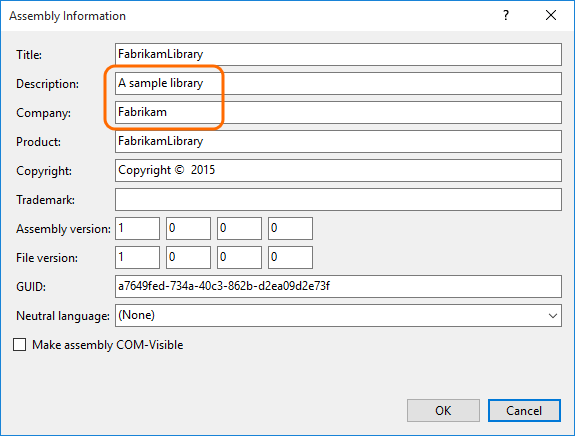 Assembly Information ?
Title: FabrikamLibrary
Description: A sample library
Company: Fabrikam
Product: FabrikamLibrary
Copyright: Copyright ©  2015
Trademark:
Assembly version: 1 0 0 0
File version: 1 0 0 0
GUID: a7649fed-734a-40c3-862b-d2ea09d2e73f
Neutral language: (None)
Make assembly COM-Visible
OK Cancel